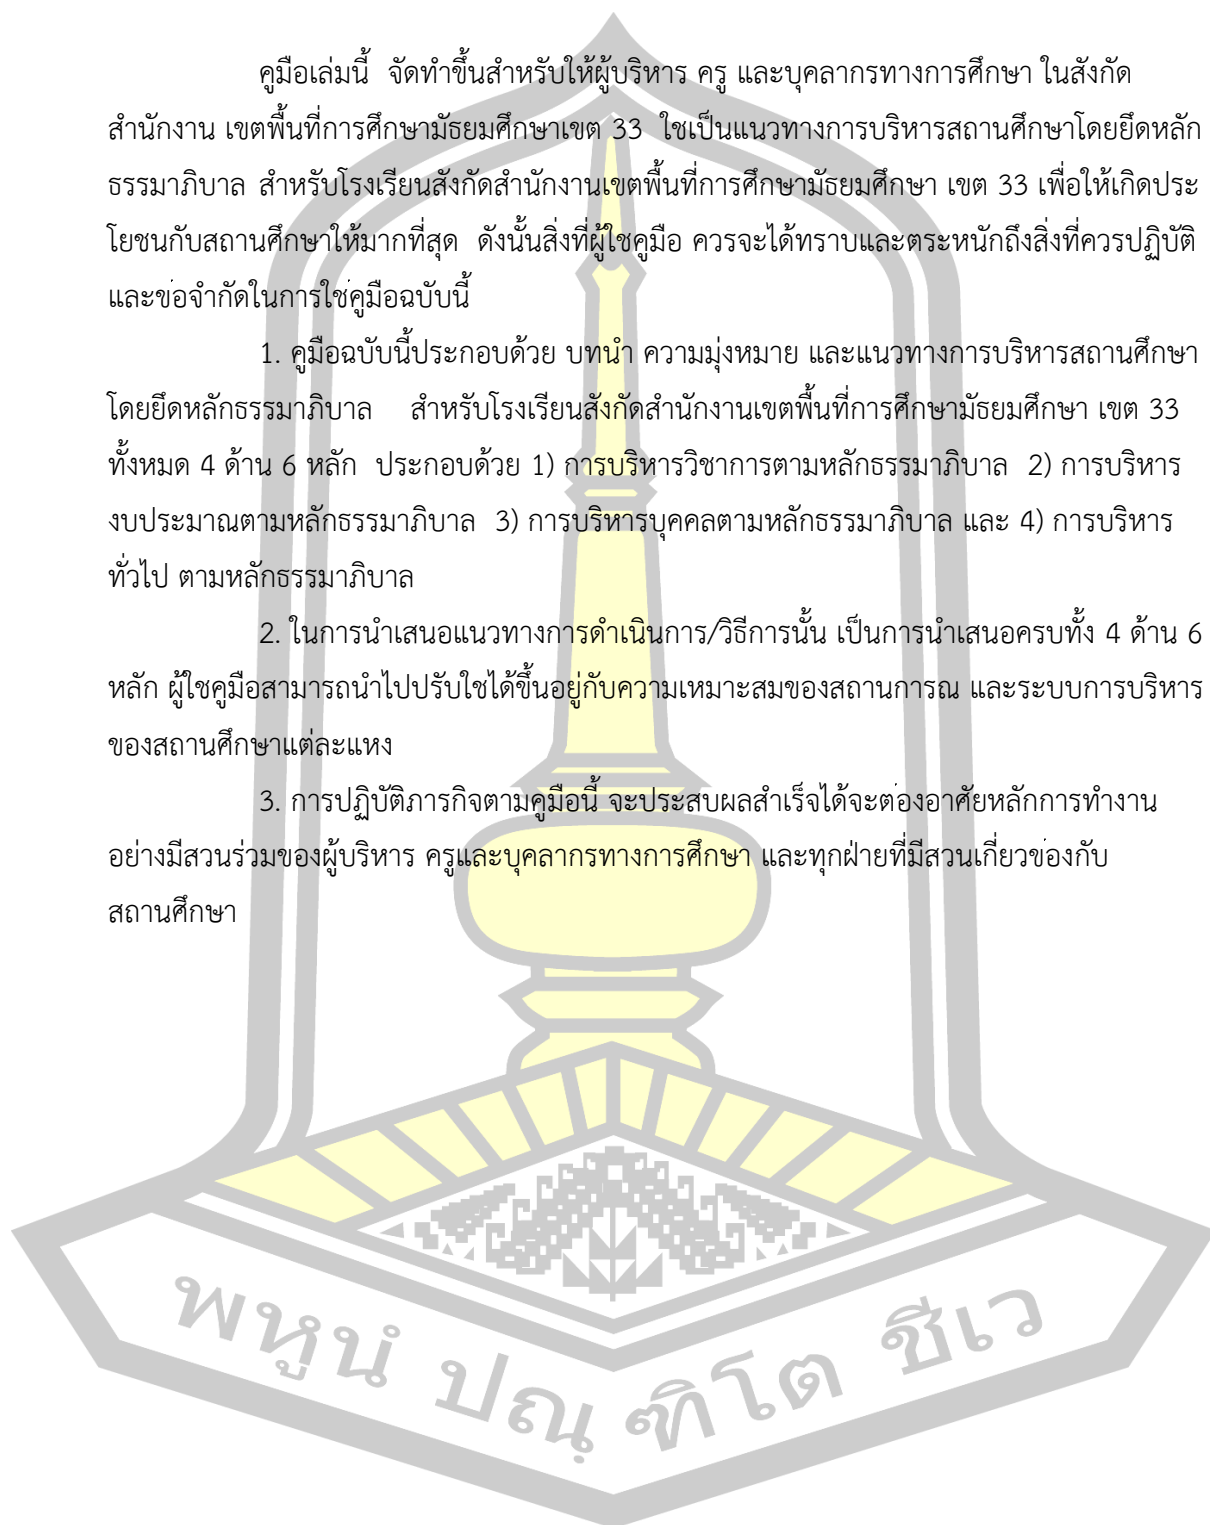 คูมือเล่มนี้  จัดทำขึ้นสำหรับให้ผู้บริหาร ครู และบุคลากรทางการศึกษา ในสังกัด
สำนักงาน เขตพื้นที่การศึกษามัธยมศึกษาเขต 33  ใชเป็นแนวทางการบริหารสถานศึกษาโดยยึดหลัก
ธรรมาภิบาล สำหรับโรงเรียนสังกัดสำนักงานเขตพื้นที่การศึกษามัธยมศึกษา เขต 33 เพื่อให้เกิดประ
โยชนกับสถานศึกษาให้มากที่สุด  ดังนั้นสิ่งที่ผู้ใชคูมือ ควรจะได้ทราบและตระหนักถึงสิ่งที่ควรปฏิบัติ
และข่อจำกัดในการใช่คูมือฉบับนี้
1. คูมือฉบับนี้ประกอบด้วย บทนำ ความมุ่งหมาย และแนวทางการบริหารสถานศึกษา
โดยยึดหลักธรรมาภิบาล    สำหรับโรงเรียนสังกัดสำนักงานเขตพื้นที่การศึกษามัธยมศึกษา เขต 33
ทั้งหมด 4 ด้าน 6 หลัก  ประกอบด้วย 1) การบริหารวิชาการตามหลักธรรมาภิบาล  2) การบริหาร
งบประมาณตามหลักธรรมาภิบาล  3) การบริหารบุคคลตามหลักธรรมาภิบาล และ 4) การบริหาร
ทั่วไป ตามหลักธรรมาภิบาล
2. ในการนำเสนอแนวทางการดำเนินการ/วิธีการนั้น เป็นการนำเสนอครบทั้ง 4 ด้าน 6
หลัก ผู้ใชคูมือสามารถนำไปปรับใชได้ขึ้นอยู่กับความเหมาะสมของสถานการณ และระบบการบริหาร
ของสถานศึกษาแต่ละแหง
3. การปฏิบัติภารกิจตามคูมือนี้ จะประสบผลสำเร็จได้จะต่องอาศัยหลักการทำงาน
อย่างมีสวนร่วมของผู้บริหาร ครูและบุคลากรทางการศึกษา และทุกฝ่ายที่มีสวนเกี่ยวข่องกับ
สถานศึกษา
พหูนํ ปณฺฑิโต ชีเว